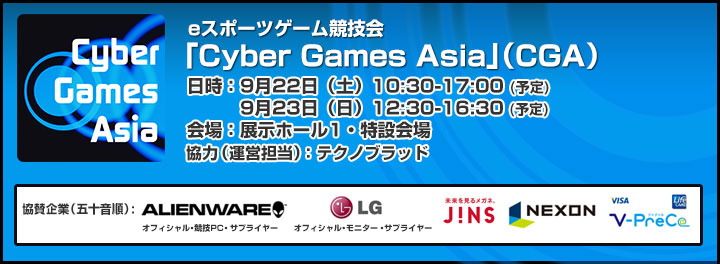 Cyber
Games
Asia
eスポーツゲーム競技会
「Cyber Games Asia」（CGA）
日時：9月22日（土）10:30-17:00（予定）
9月23日（日）12:30-16:30（予定）
会場：展示ホール1・特設会場
協力（運営担当）：テクノブラッド
協賛企業（五十音順）：
ALIENWARE
オフィシャル・競技PC・サプライヤー
LG
オフィシャル・モニター・サプライヤー
未来を見るメガネ。
J!NS
NEXON
VISA
LIFE CARD
V-PreCa